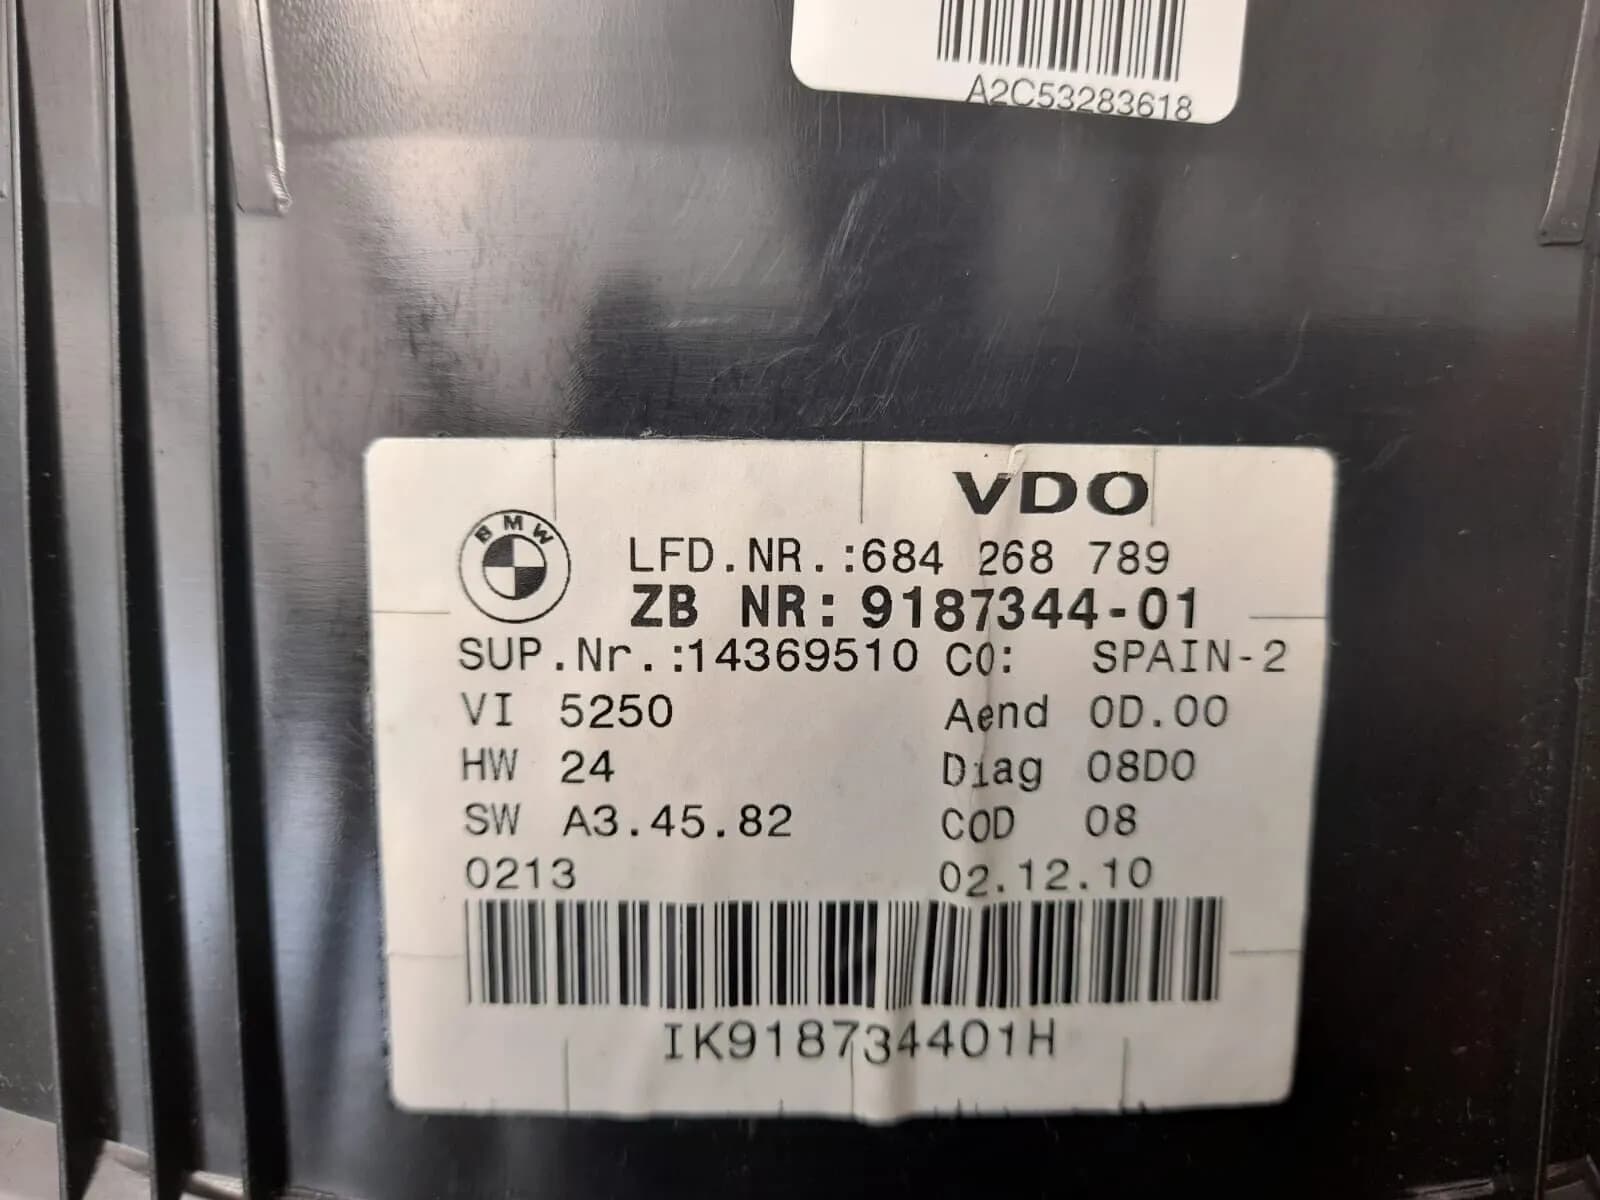 A2C53283618
VDO
BMW
LFD.NR.:684 268 789
ZB NR:9187344-01
SUP.Nr.:14369510 CO: SPAIN-2
VI 5250 Aend 0D.00
HW 24 Diag 08D0
SW A3.45.82 COD 08
0213 02.12.10
IK918734401H